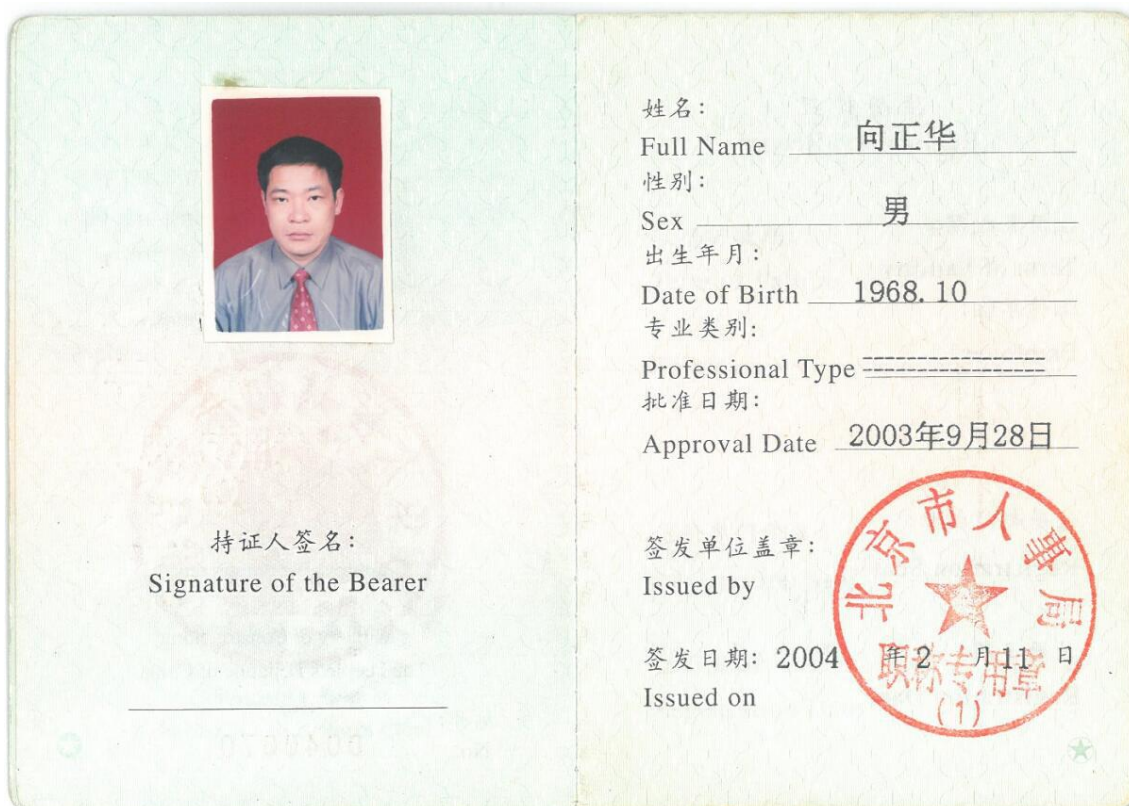 持证人签名:
Signature of the Bearer
姓名:
Full Name 向正华
性别:
Sex 男
出生年月:
Date of Birth 1968. 10
专业类别:
Professional Type
批准日期:
Approval Date 2003年9月28日
签发单位盖章:
Issued by
北京市人事局
职称专用章
(1)
签发日期: 2004 年 2 月 11 日
Issued on